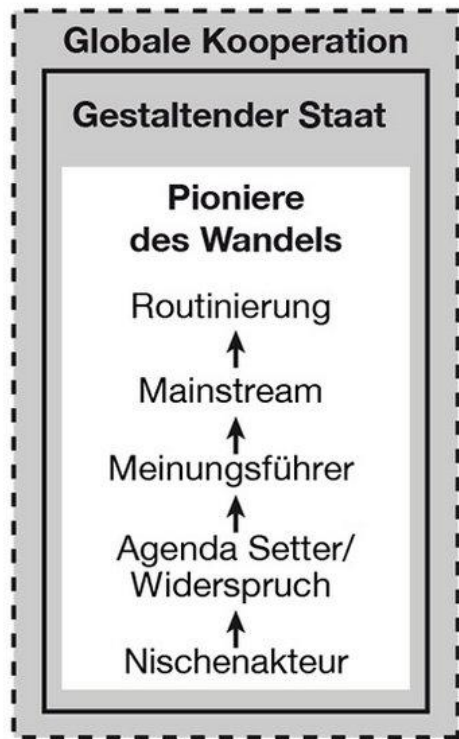 Globale Kooperation
Gestaltender Staat
Pioniere
des Wandels
Routinierung
Mainstream
Meinungsführer
Agenda Setter/
Widerspruch
Nischenakteur